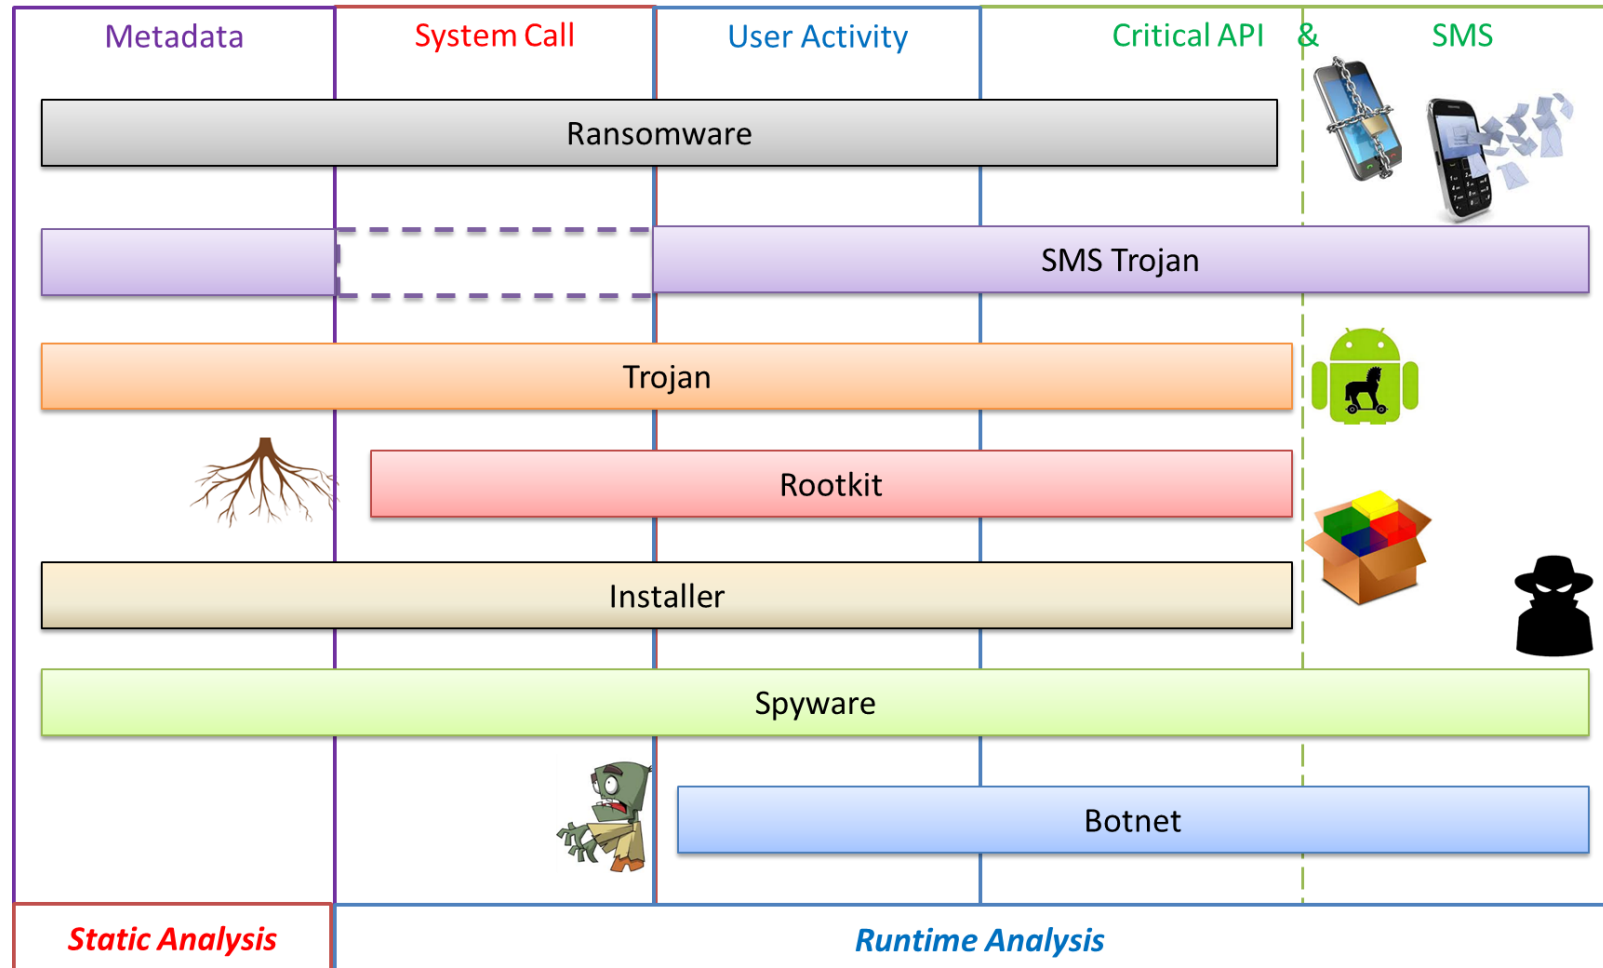 Metadata
System Call
User Activity
Critical API & SMS
Ransomware
SMS Trojan
Trojan
Rootkit
Installer
Spyware
Botnet
Static Analysis
Runtime Analysis